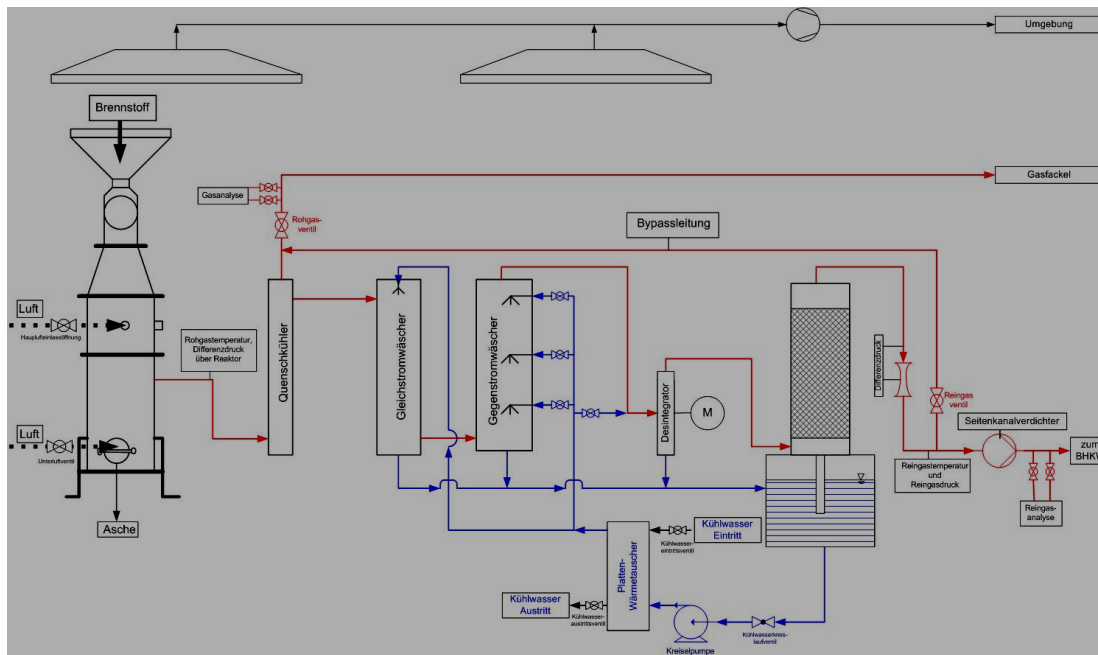 Umgebung
Brennstoff
Gasfackel
Gasanalyse
Rohgas-
ventil
Bypassleitung
Luft
Hauplufteinlassöffnung
Rohgastemperatur,
Differenzdruck
über Reaktor
Quenschkühler
Gleichstromwäscher
Gegenstromwäscher
Desintegrator
M
Differenzdruck
Reingas
ventil
Seitenkanalverdichter
zum
BHKW
Luft
Unterluftventil
Reingastemperatur
und
Reingasdruck
Reingas-
analyse
Asche
Kühlwasser
Eintritt
Kühlwasser-
eintrittsventil
Platten-
Wärmetauscher
Kühlwasser
Austritt
Kühlwasser-
austrittsventil
Kreiselpumpe
Kühlwasserkreis-
laufventil